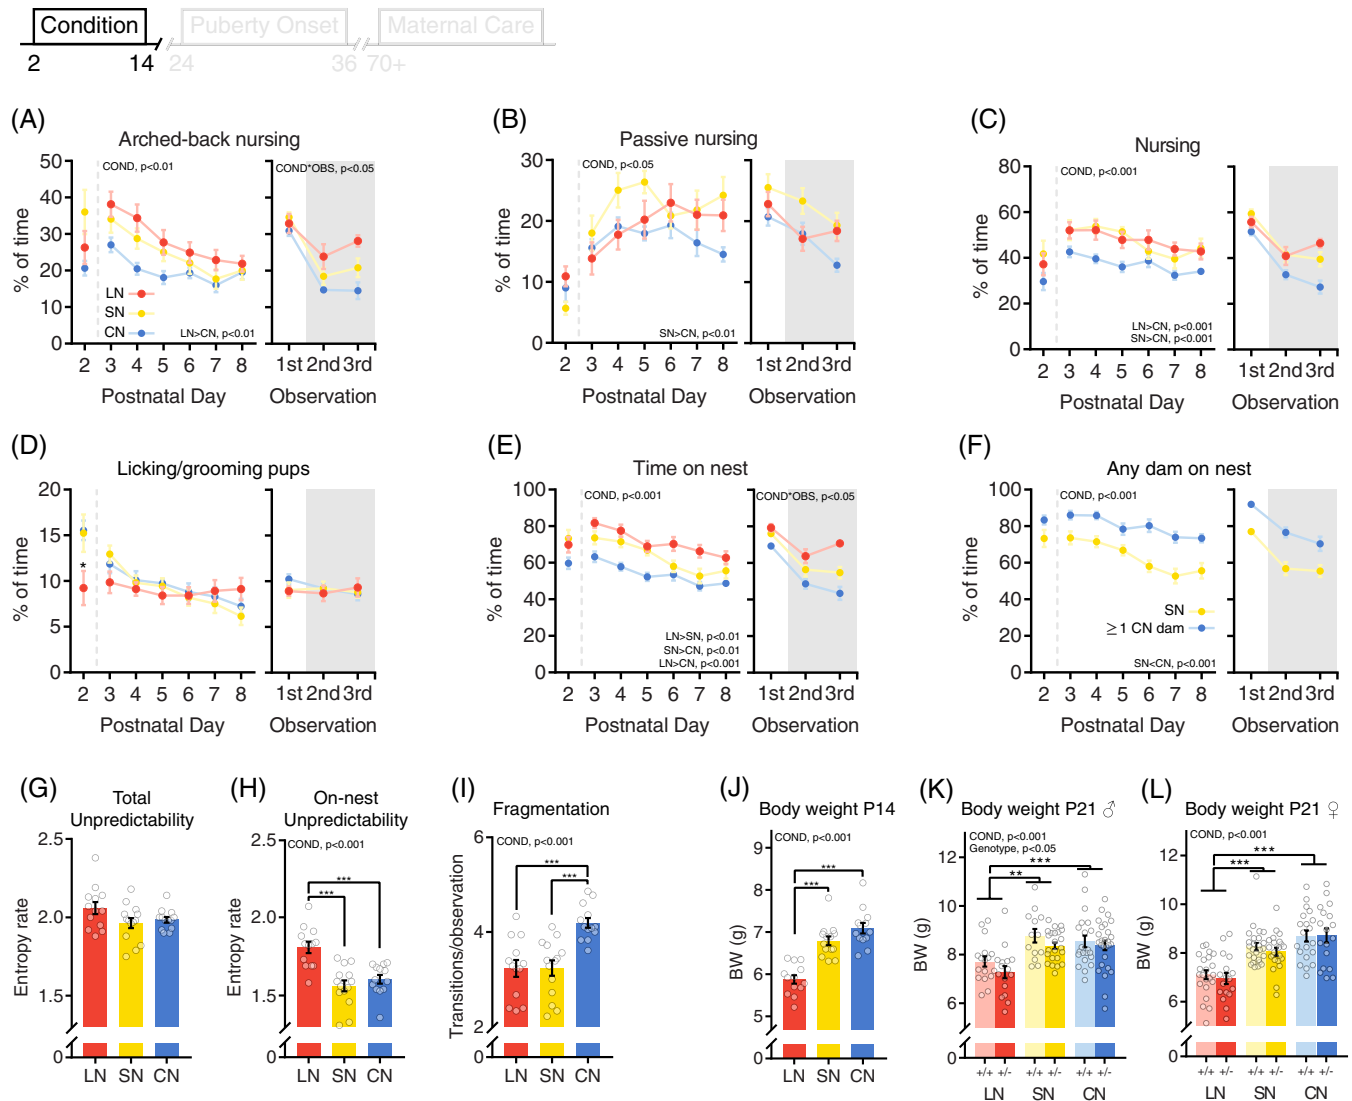 Condition Puberty Onset Maternal Care
2 14 24 36 70+
(A)
Arched-back nursing
50
40
30
20
10
0
% of time
COND, p<0.01
COND*OBS, p<0.05
LN
SN
CN
LN>CN, p<0.01
2 3 4 5 6 7 8
1st 2nd 3rd
Postnatal Day
Observation
(B)
Passive nursing
30
20
10
0
% of time
COND, p<0.05
SN>CN, p<0.01
2 3 4 5 6 7 8
1st 2nd 3rd
Postnatal Day
Observation
(C)
Nursing
80
60
40
20
0
% of time
COND, p<0.001
LN>CN, p<0.001
SN>CN, p<0.001
2 3 4 5 6 7 8
1st 2nd 3rd
Postnatal Day
Observation
(D)
Licking/grooming pups
20
15
10
5
0
% of time
*
2 3 4 5 6 7 8
1st 2nd 3rd
Postnatal Day
Observation
(E)
Time on nest
100
80
60
40
20
0
% of time
COND, p<0.001
COND*OBS, p<0.05
LN>SN, p<0.01
SN>CN, p<0.01
LN>CN, p<0.001
2 3 4 5 6 7 8
1st 2nd 3rd
Postnatal Day
Observation
(F)
Any dam on nest
100
80
60
40
20
0
% of time
COND, p<0.001
SN
≥1 CN dam
SN<CN, p<0.001
2 3 4 5 6 7 8
1st 2nd 3rd
Postnatal Day
Observation
(G)
Total
Unpredictability
2.5
2.0
1.5
0
Entropy rate
LN SN CN
(H)
On-nest
Unpredictability
2.5
2.0
1.5
0
Entropy rate
COND, p<0.001
***
***
LN SN CN
(I)
Fragmentation
6
4
2
0
Transitions/observation
COND, p<0.001
***
***
LN SN CN
(J)
Body weight P14
8
7
6
5
0
BW (g)
COND, p<0.001
***
***
LN SN CN
(K)
Body weight P21 ♂
12
10
8
6
0
BW (g)
COND, p<0.001
Genotype, p<0.05
***
**
+/+ +/- +/+ +/- +/+ +/-
LN SN CN
(L)
Body weight P21 ♀
12
10
8
6
0
BW (g)
COND, p<0.001
***
***
+/+ +/- +/+ +/- +/+ +/-
LN SN CN